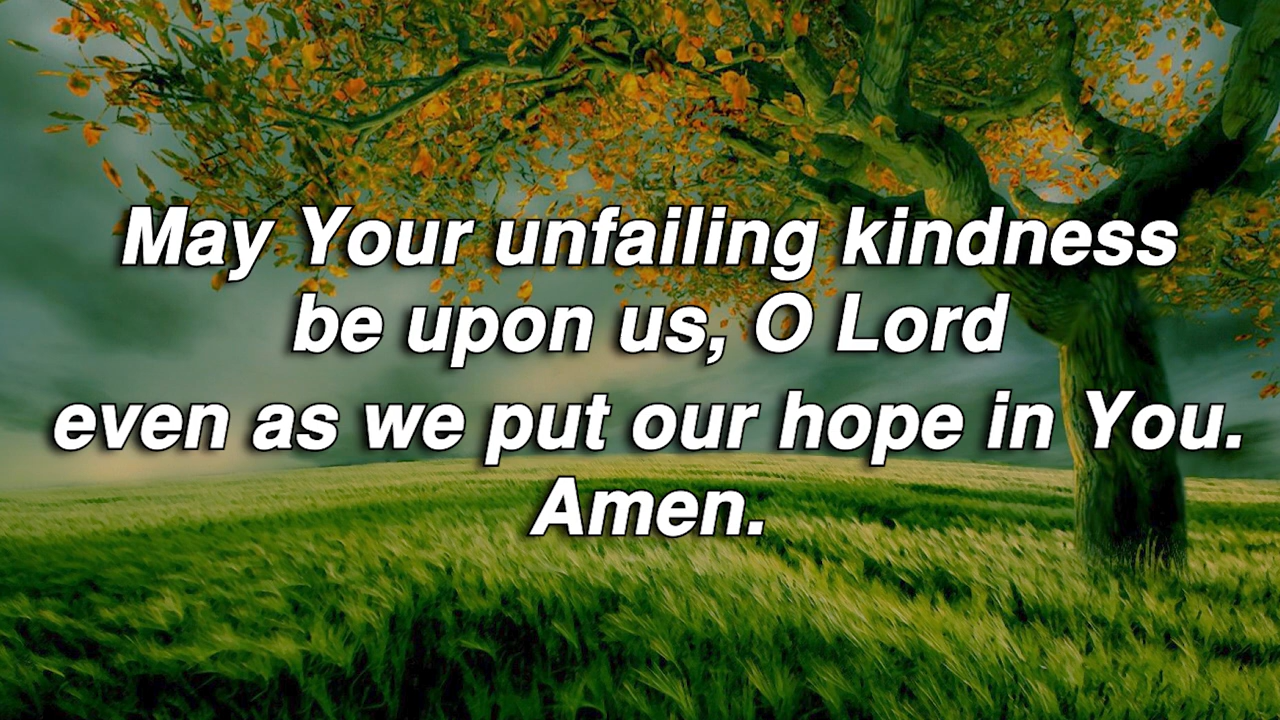 May Your unfailing kindness
be upon us, O Lord
even as we put our hope in You.
Amen.